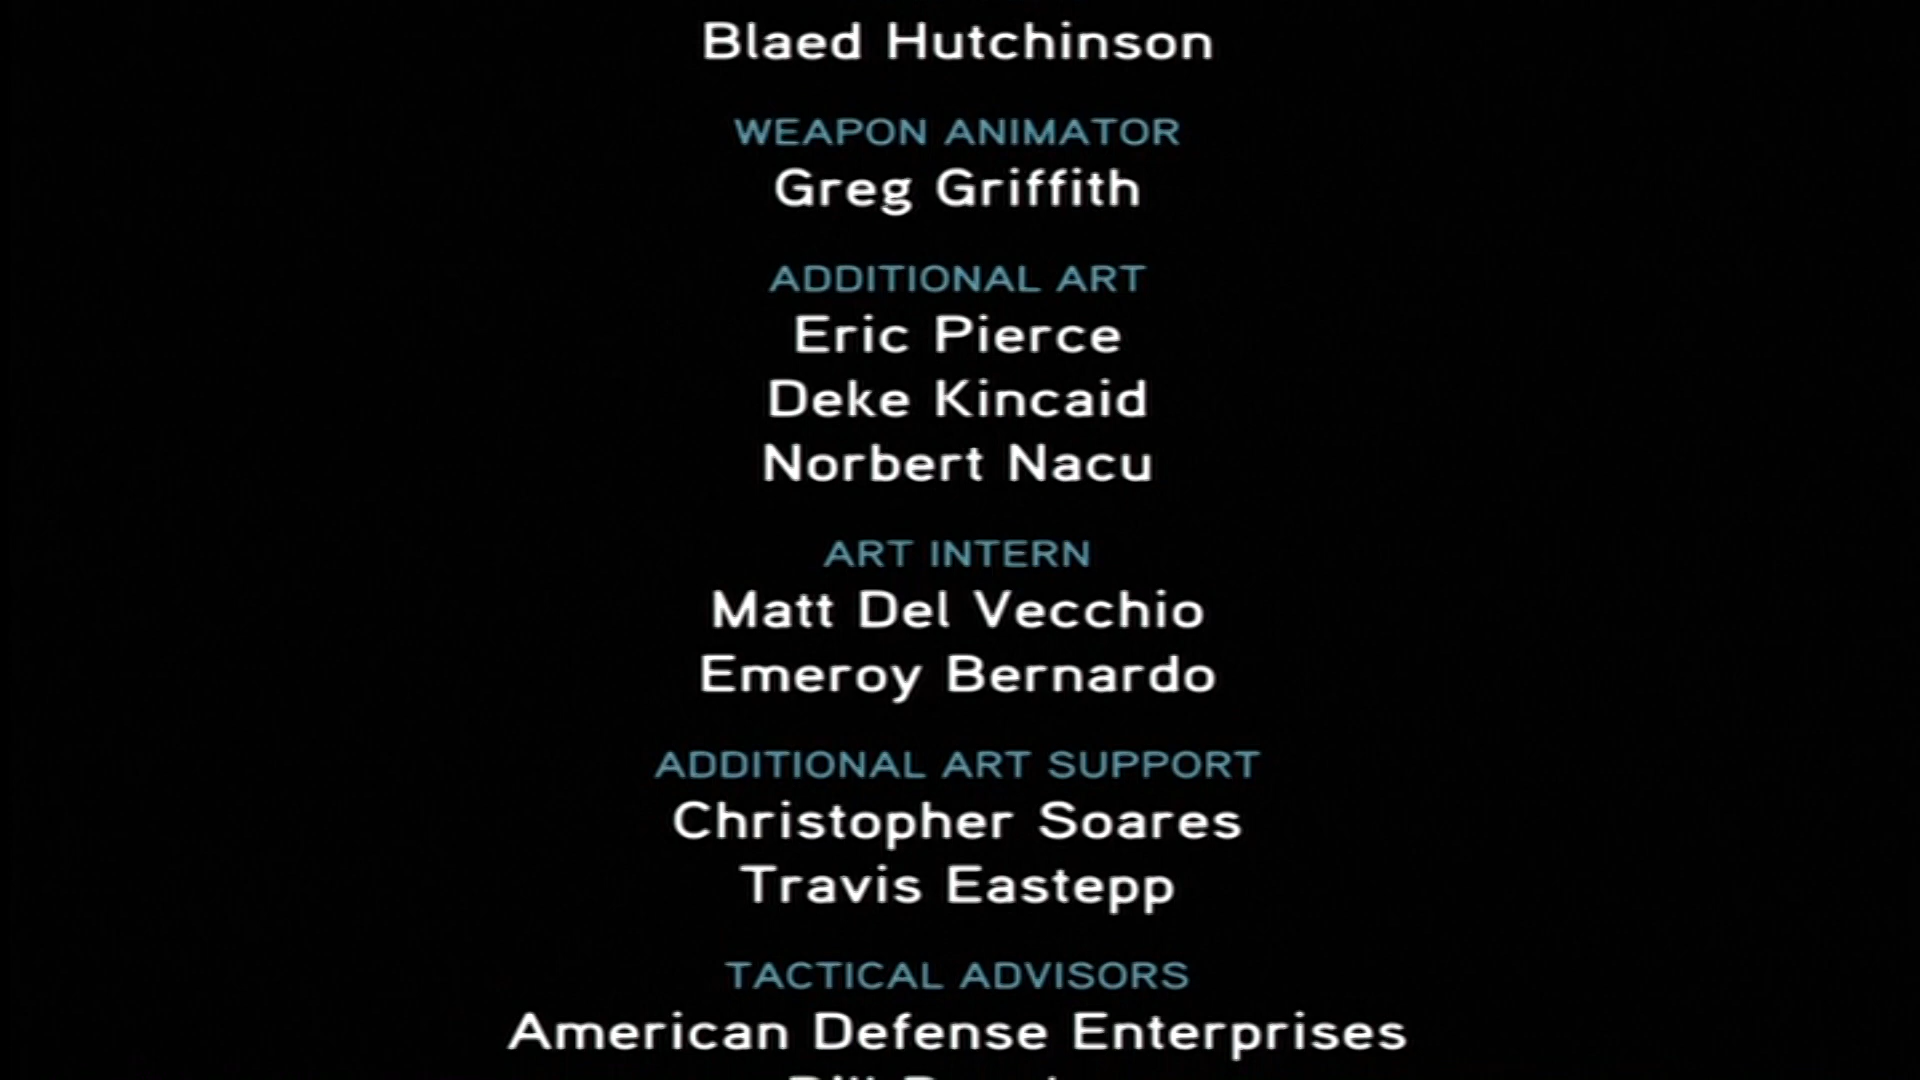 Blaed Hutchinson
WEAPON ANIMATOR
Greg Griffith
ADDITIONAL ART
Eric Pierce
Deke Kincaid
Norbert Nacu
ART INTERN
Matt Del Vecchio
Emeroy Bernardo
ADDITIONAL ART SUPPORT
Christopher Soares
Travis Eastepp
TACTICAL ADVISORS
American Defense Enterprises